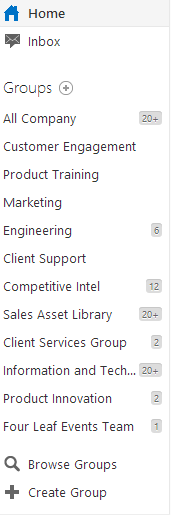 Home
Inbox
Groups
All Company 20+
Customer Engagement
Product Training
Marketing
Engineering 6
Client Support
Competitive Intel 12
Sales Asset Library 20+
Client Services Group 2
Information and Tech... 20+
Product Innovation 2
Four Leaf Events Team 1
Browse Groups
Create Group